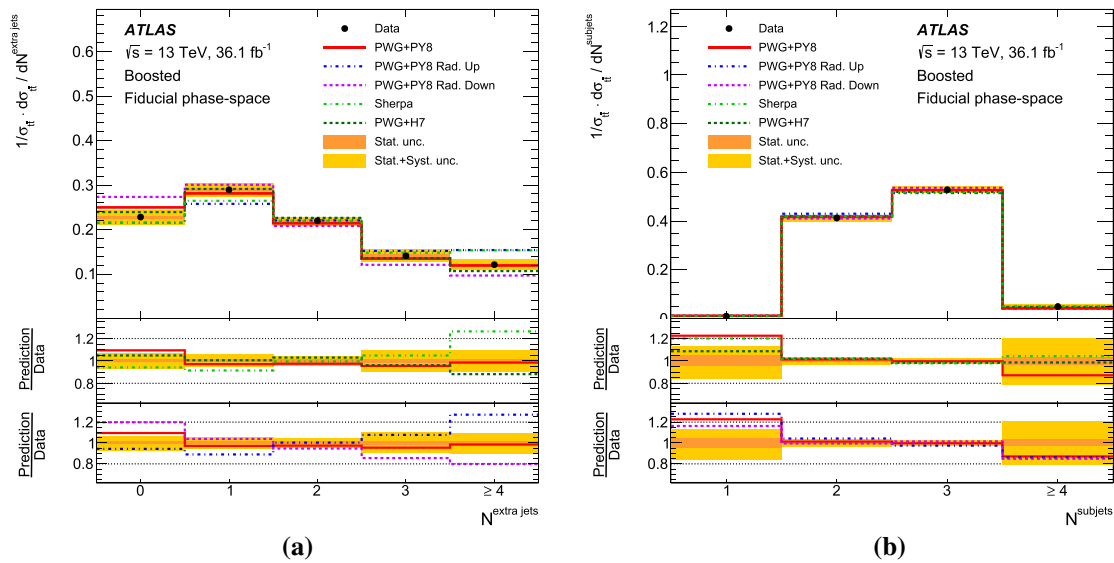 ATLAS
√s = 13 TeV, 36.1 fb⁻¹
Boosted
Fiducial phase-space
Data
PWG+PY8
PWG+PY8 Rad. Up
PWG+PY8 Rad. Down
Sherpa
PWG+H7
Stat. unc.
Stat.+Syst. unc.
1/σ_tt̄ · dσ_tt̄ / dN^extra jets
0.6
0.5
0.4
0.3
0.2
0.1
Prediction
Data
1.2
1
0.8
Prediction
Data
1.2
1
0.8
0 1 2 3 ≥ 4
N^extra jets
(a)
Data
PWG+PY8
PWG+PY8 Rad. Up
PWG+PY8 Rad. Down
Sherpa
PWG+H7
Stat. unc.
Stat.+Syst. unc.
ATLAS
√s = 13 TeV, 36.1 fb⁻¹
Boosted
Fiducial phase-space
1/σ_tt̄ · dσ_tt̄ / dN^subjets
1.2
1
0.8
0.6
0.4
0.2
0
Prediction
Data
1.2
1
0.8
Prediction
Data
1.2
1
0.8
1 2 3 ≥ 4
N^subjets
(b)